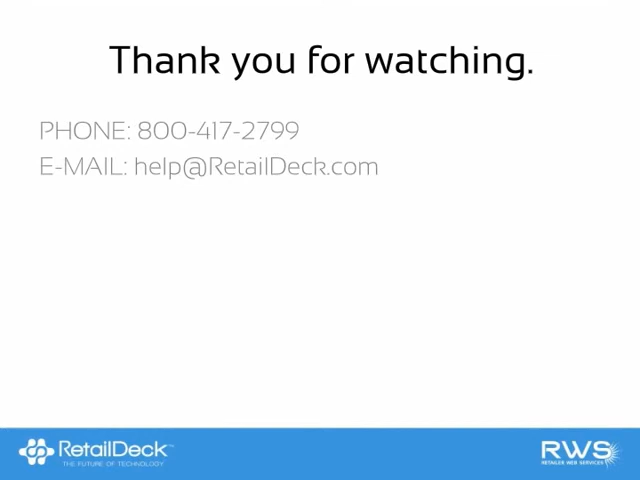 Thank you for watching.
PHONE: 800-417-2799
E-MAIL: help@RetailDeck.com
RetailDeck™
THE FUTURE OF TECHNOLOGY
RWS
RETAILER WEB SERVICES